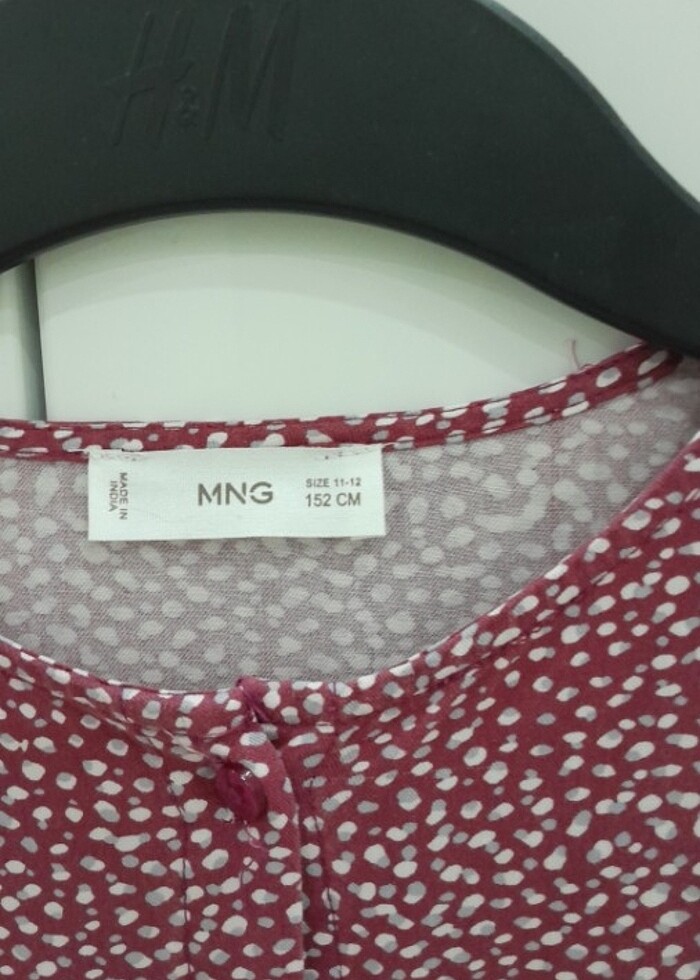 H&M
MADE IN
INDIA
MNG
SIZE 11-12
152 CM